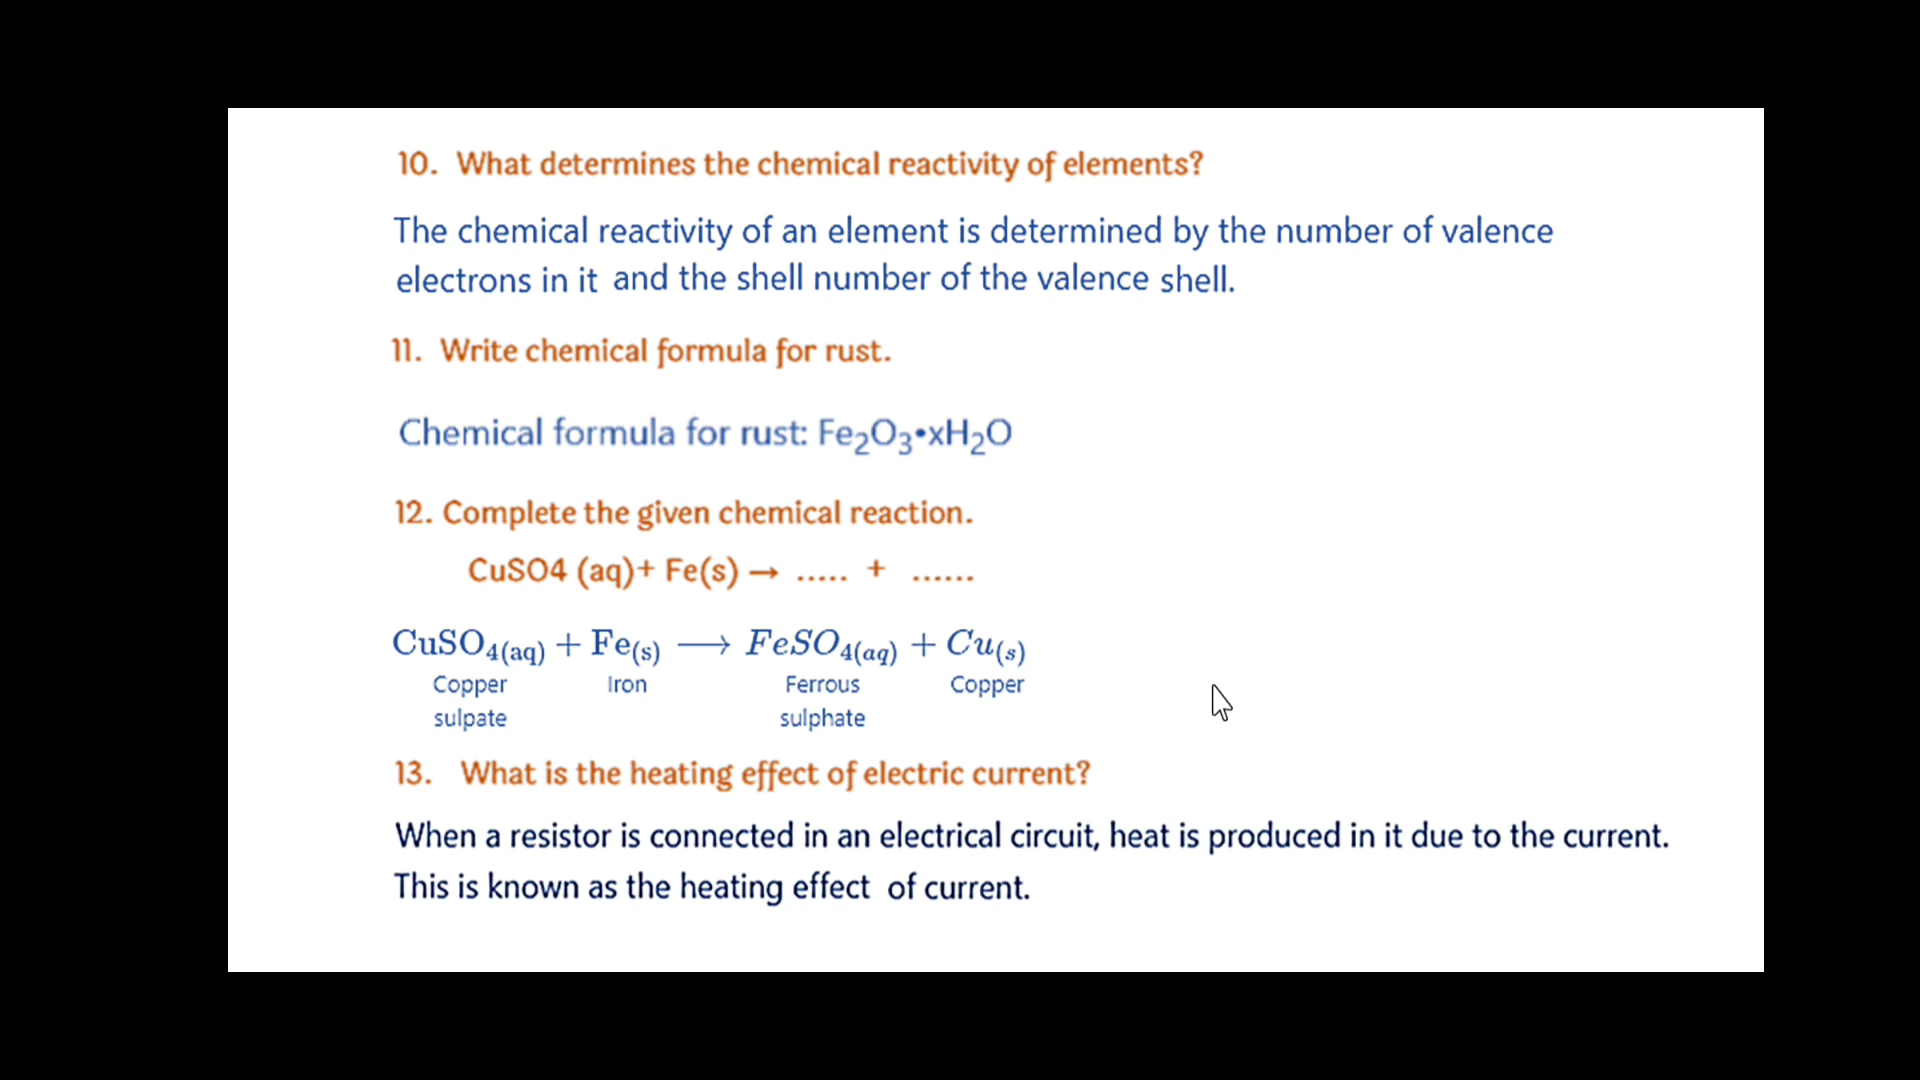 10. What determines the chemical reactivity of elements?
The chemical reactivity of an element is determined by the number of valence
electrons in it and the shell number of the valence shell.
11. Write chemical formula for rust.
Chemical formula for rust: Fe₂O₃•xH₂O
12. Complete the given chemical reaction.
CuSO4 (aq)+ Fe(s) → ..... + ......
CuSO₄(aq) + Fe(s) ⟶ FeSO₄(aq) + Cu(s)
Copper Iron Ferrous Copper
sulpate sulphate
13. What is the heating effect of electric current?
When a resistor is connected in an electrical circuit, heat is produced in it due to the current.
This is known as the heating effect of current.